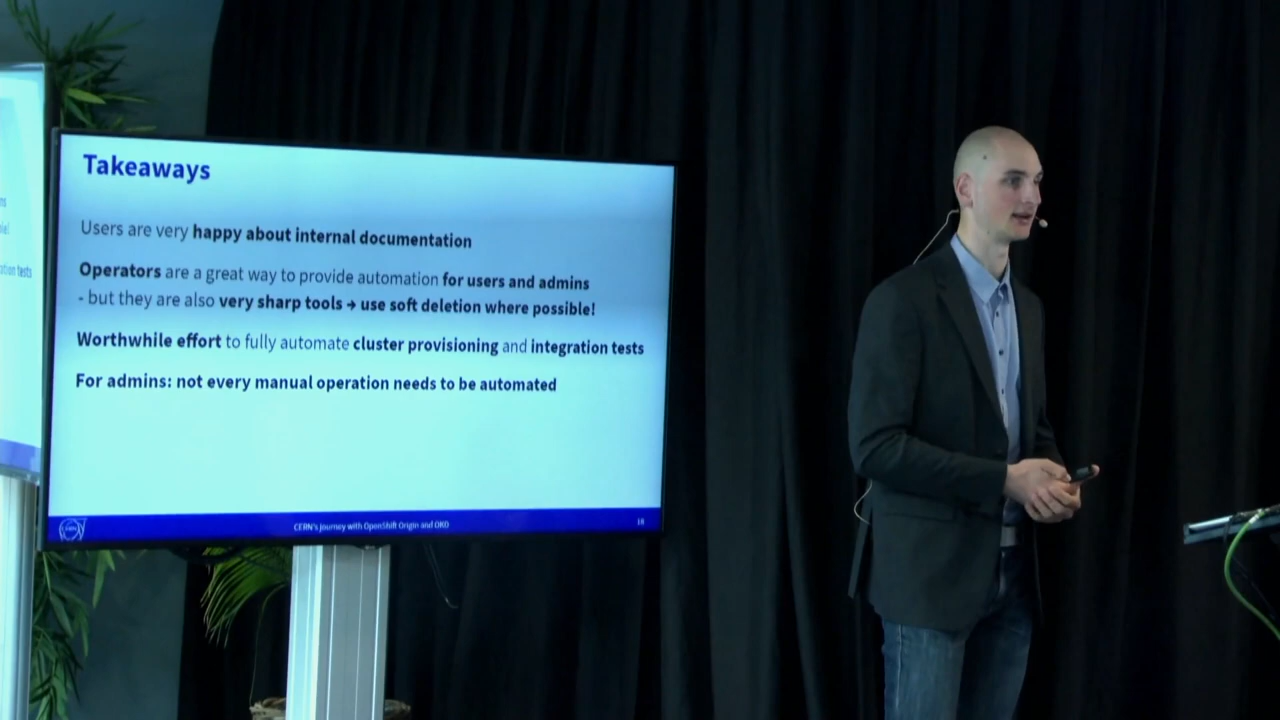 Takeaways
Users are very happy about internal documentation
Operators are a great way to provide automation for users and admins
- but they are also very sharp tools → use soft deletion where possible!
Worthwhile effort to fully automate cluster provisioning and integration tests
For admins: not every manual operation needs to be automated
CERN
CERN's journey with OpenShift Origin and OKD
18
tests